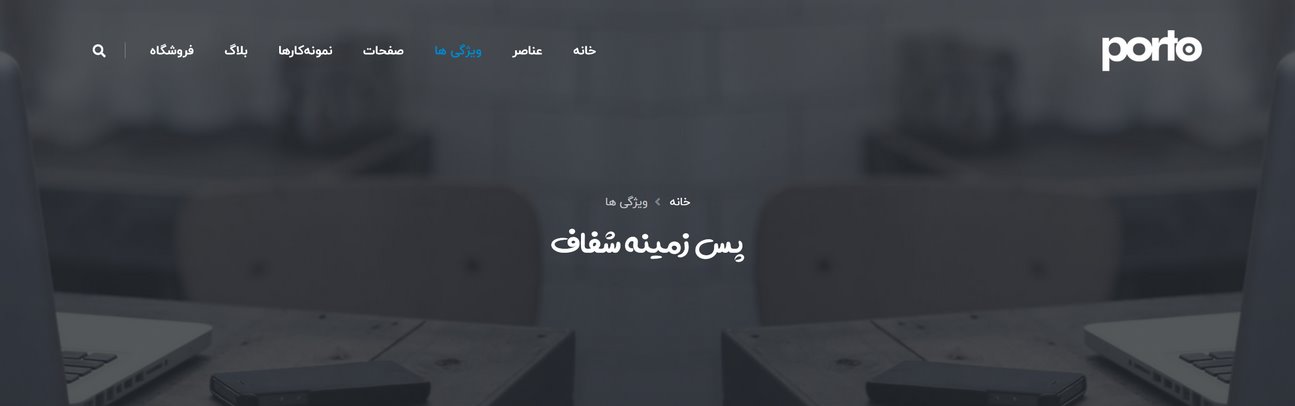 porto
خانه
عناصر
ویژگی ها
صفحات
نمونه‌کارها
بلاگ
فروشگاه
خانه ‹ ویژگی ها
پس زمینه شفاف